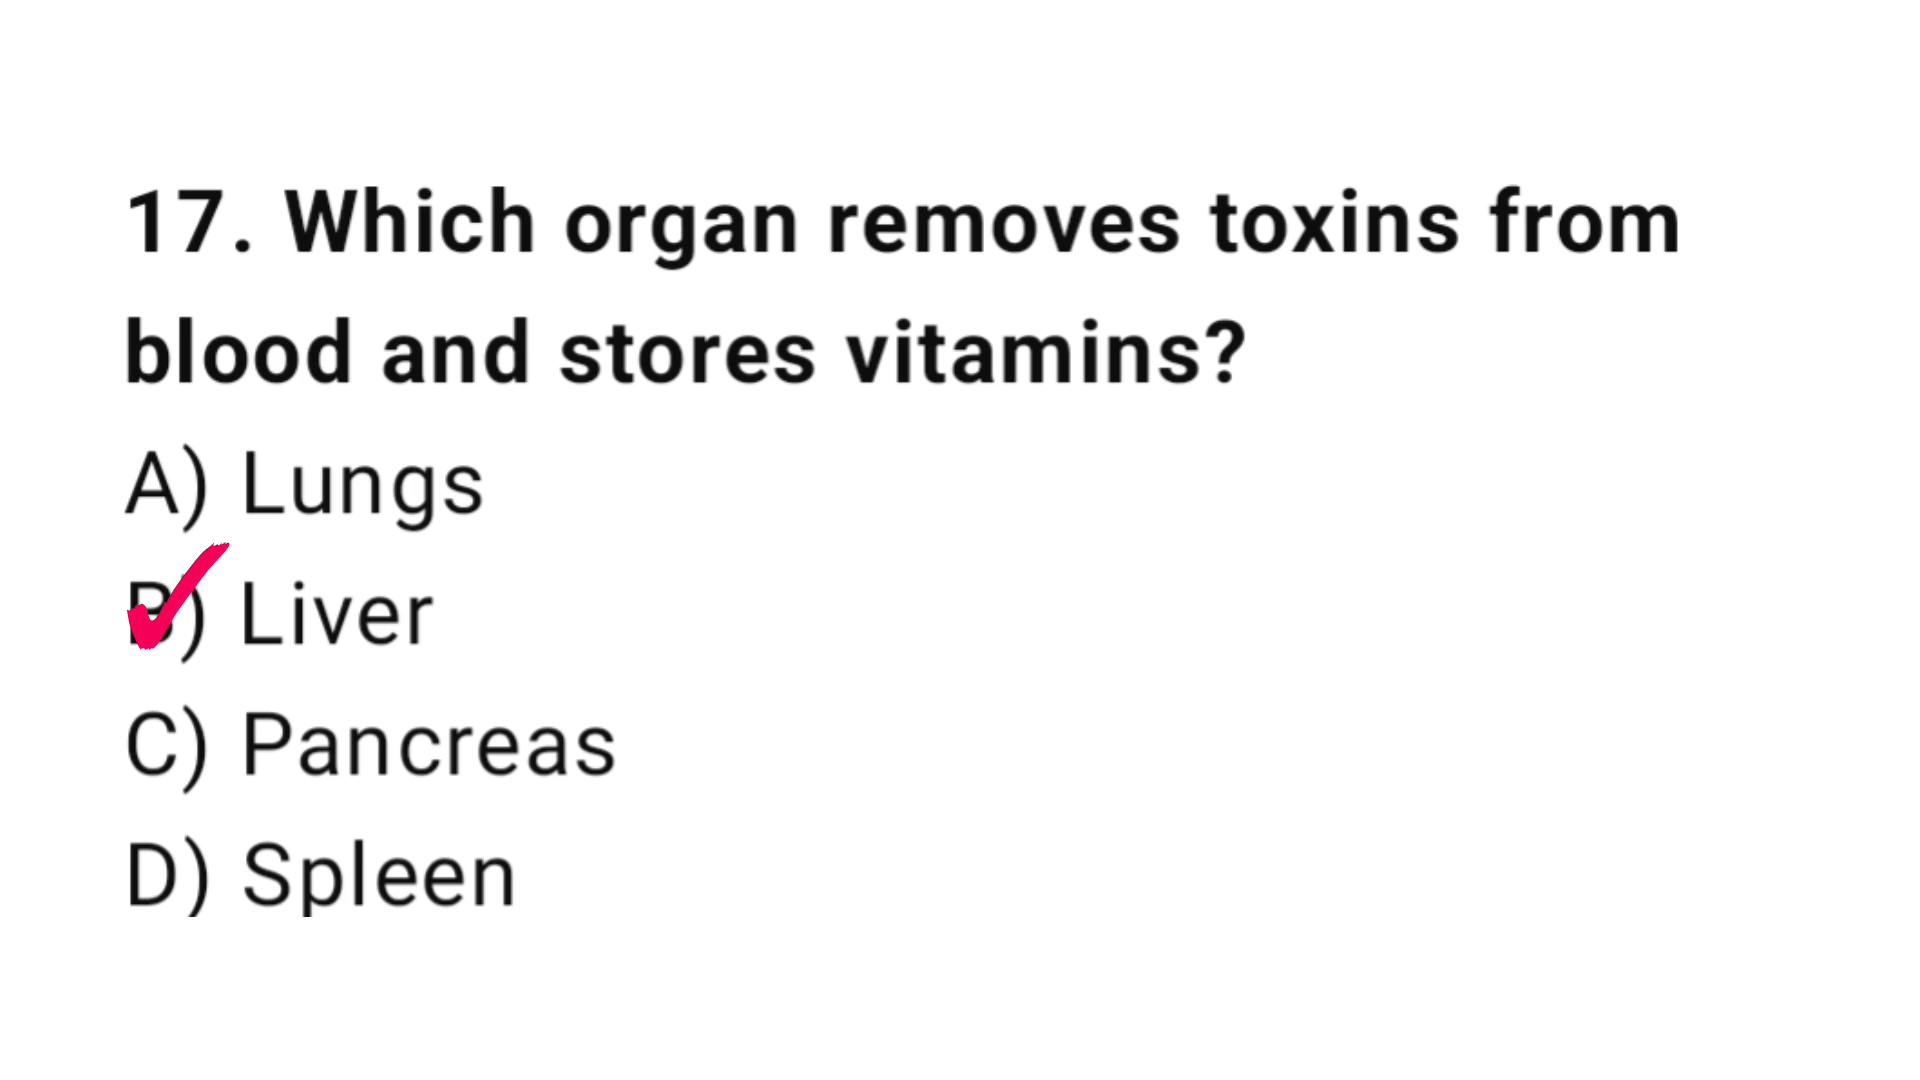 17. Which organ removes toxins from
blood and stores vitamins?
A) Lungs
B) Liver
C) Pancreas
D) Spleen